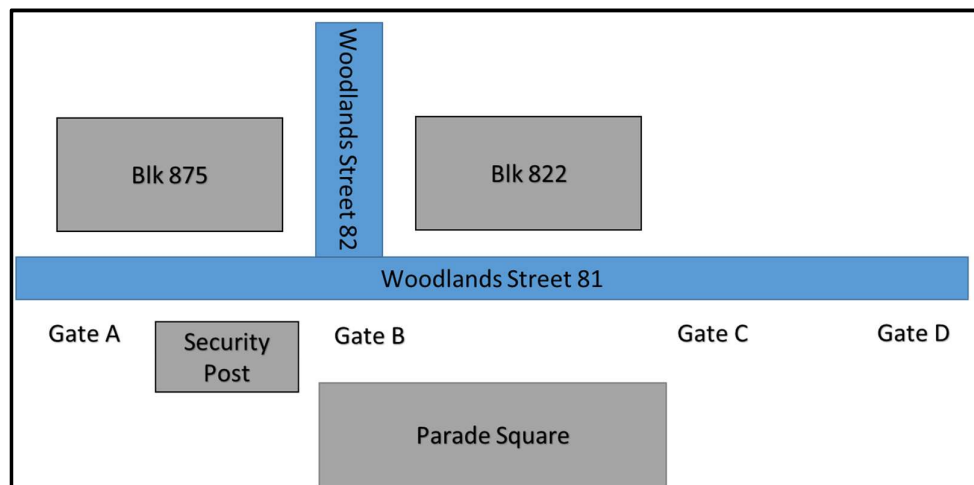 Woodlands Street 82
Blk 875
Blk 822
Woodlands Street 81
Gate A
Security
Post
Gate B
Gate C
Gate D
Parade Square